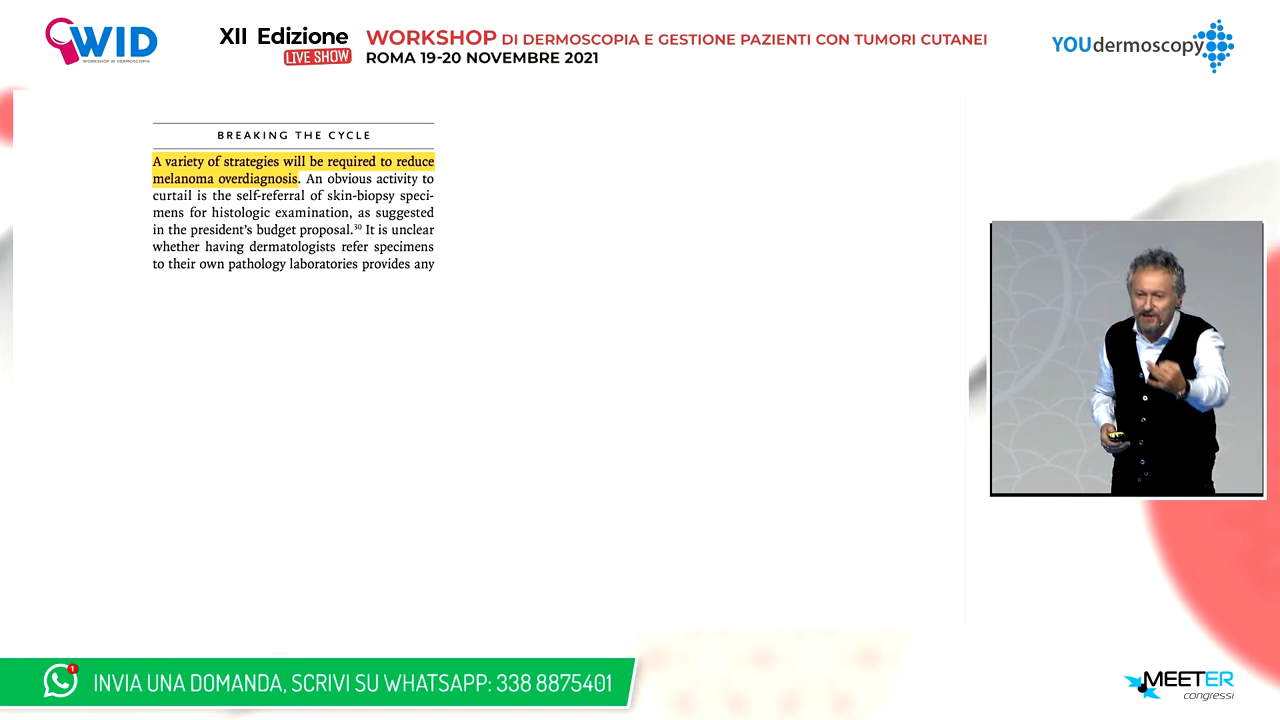 WID
WORKSHOP IN DERMOSCOPIA
XII Edizione
LIVE SHOW
WORKSHOP DI DERMOSCOPIA E GESTIONE PAZIENTI CON TUMORI CUTANEI
ROMA 19-20 NOVEMBRE 2021
YOUdermoscopy
BREAKING THE CYCLE
A variety of strategies will be required to reduce
melanoma overdiagnosis. An obvious activity to
curtail is the self-referral of skin-biopsy speci-
mens for histologic examination, as suggested
in the president's budget proposal.30 It is unclear
whether having dermatologists refer specimens
to their own pathology laboratories provides any
1
INVIA UNA DOMANDA, SCRIVI SU WHATSAPP: 338 8875401
MEETER
congressi